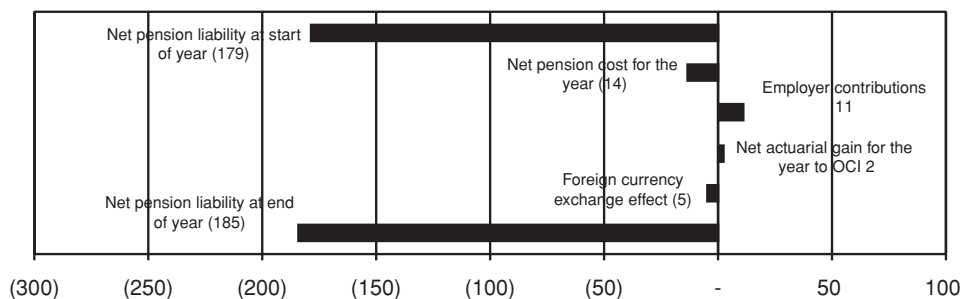 Net pension liability at start
of year (179)
Net pension cost for the
year (14)
Employer contributions
11
Net actuarial gain for the
year to OCI 2
Foreign currency
exchange effect (5)
Net pension liability at end
of year (185)
(300) (250) (200) (150) (100) (50) - 50 100